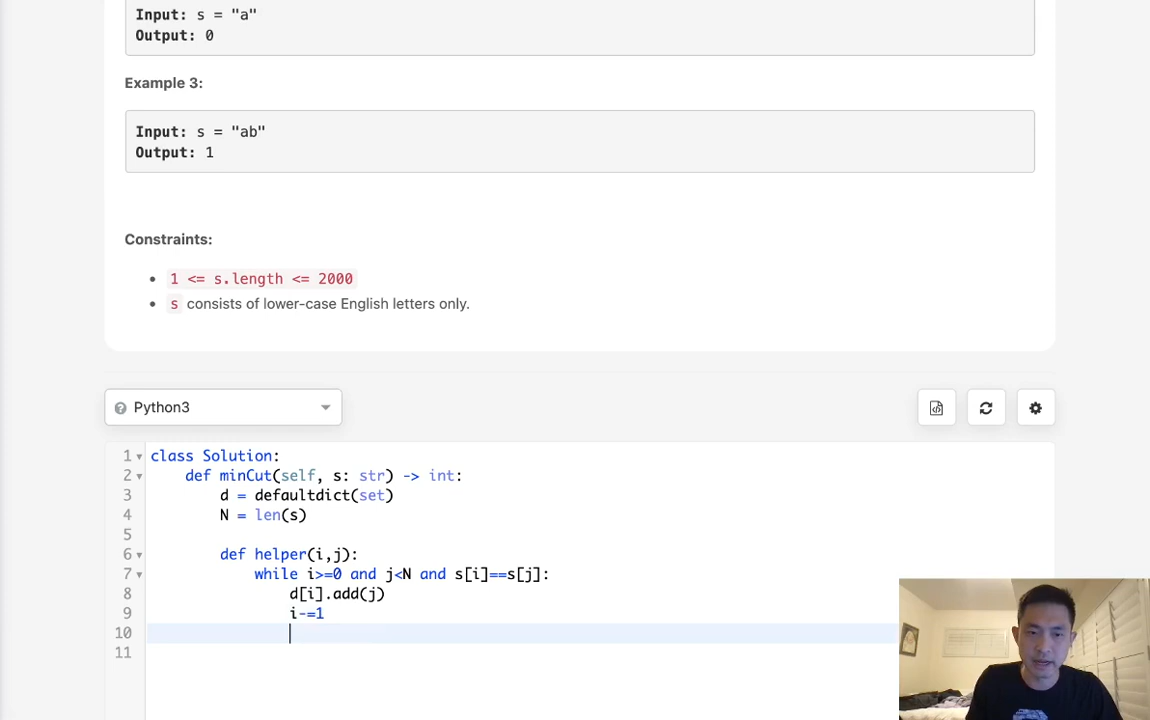 Input: s = "a"
Output: 0
Example 3:
Input: s = "ab"
Output: 1
Constraints:
1 <= s.length <= 2000
s consists of lower-case English letters only.
Python3
1 class Solution:
2 def minCut(self, s: str) -> int:
3 d = defaultdict(set)
4 N = len(s)
5
6 def helper(i,j):
7 while i>=0 and j<N and s[i]==s[j]:
8 d[i].add(j)
9 i-=1
10
11